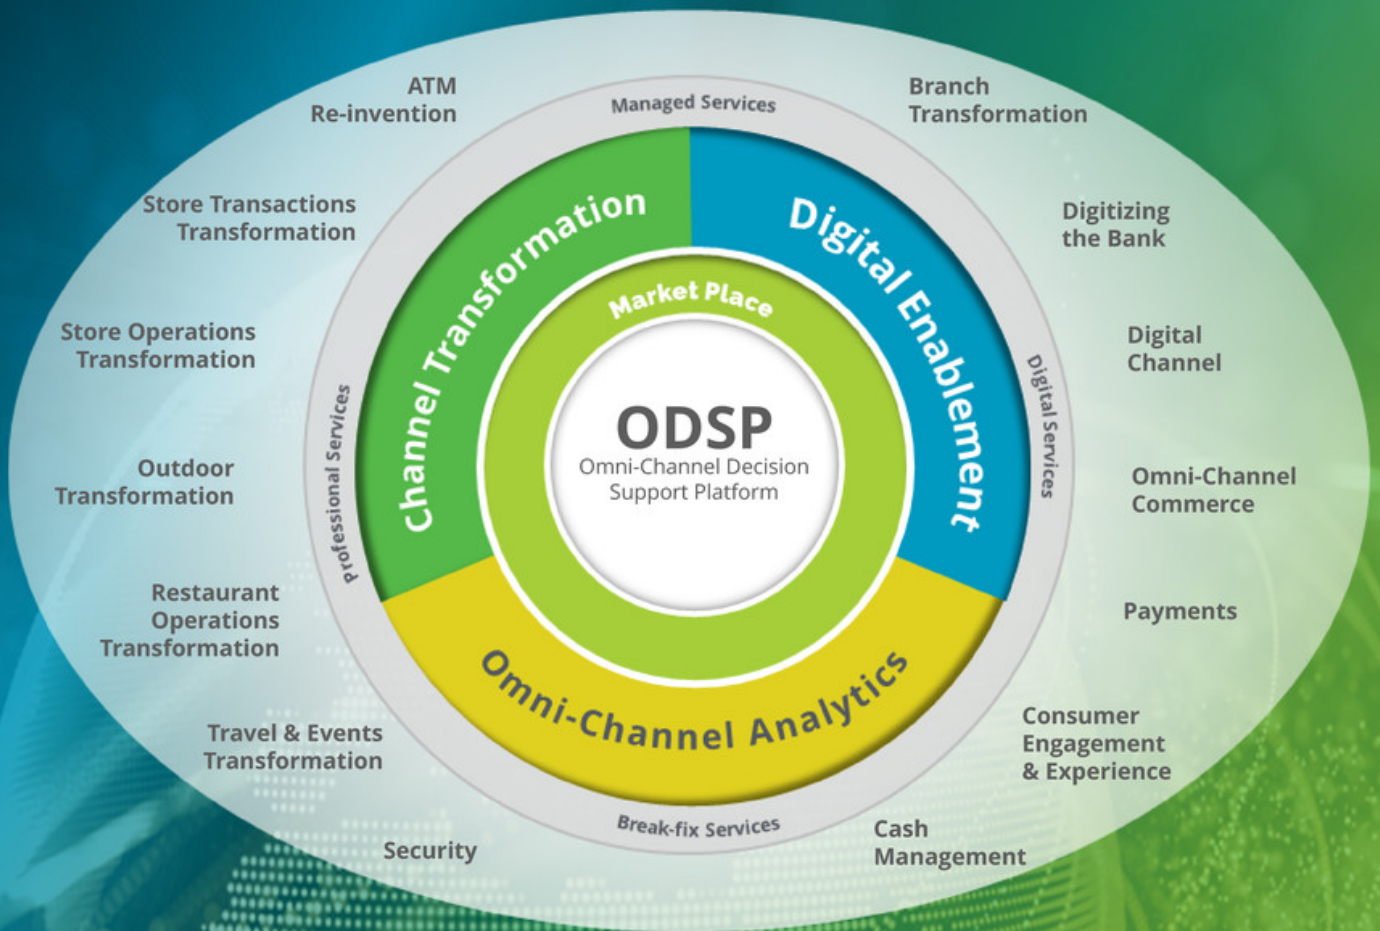 ATM
Re-invention
Branch
Transformation
Managed Services
Store Transactions
Transformation
Digitizing
the Bank
Channel Transformation
Digital Enablement
Market Place
Store Operations
Transformation
Digital
Channel
Professional Services
Digital Services
ODSP
Omni-Channel Decision
Support Platform
Outdoor
Transformation
Omni-Channel
Commerce
Restaurant
Operations
Transformation
Payments
Omni-Channel Analytics
Travel & Events
Transformation
Consumer
Engagement
& Experience
Break-fix Services
Security
Cash
Management